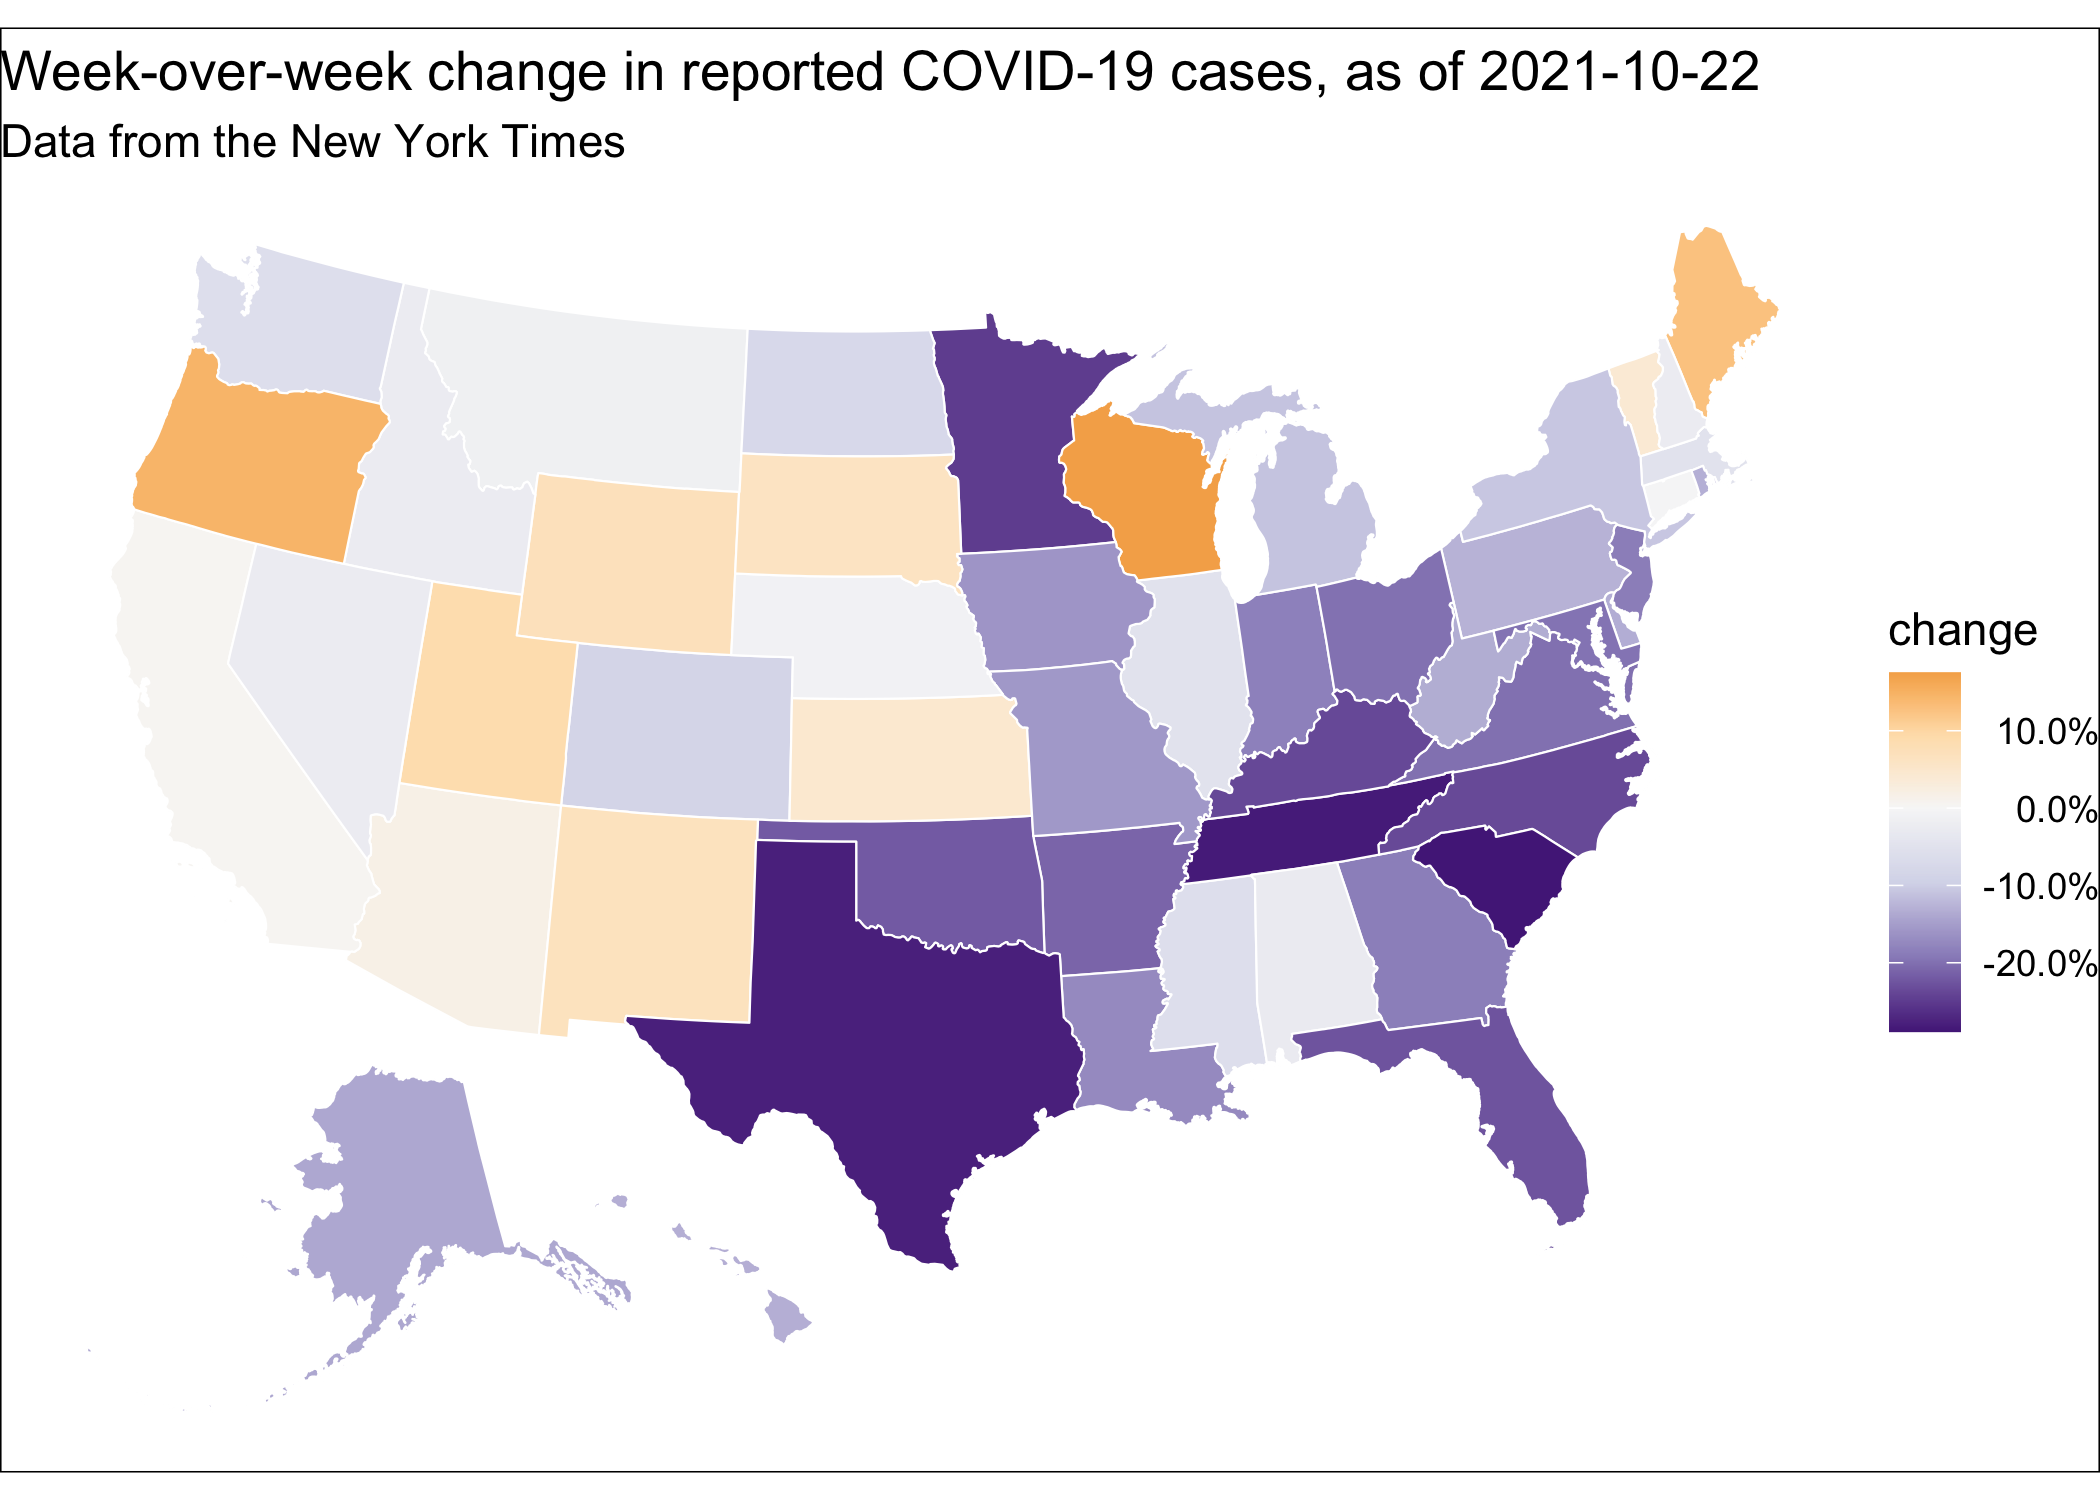 Week-over-week change in reported COVID-19 cases, as of 2021-10-22
Data from the New York Times
change
10.0%
0.0%
-10.0%
-20.0%